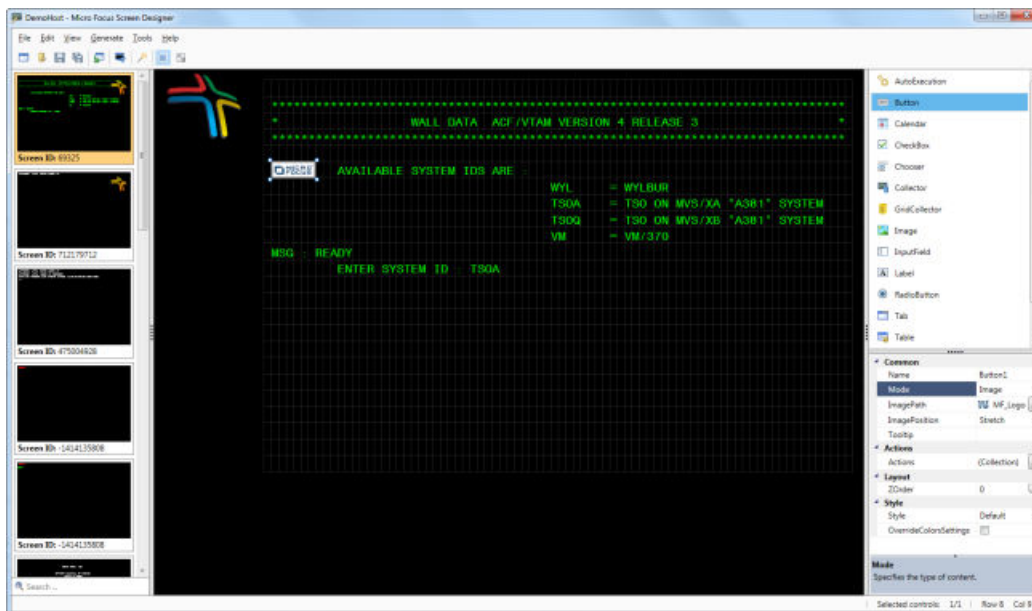 DemoHost - Micro Focus Screen Designer
File Edit View Generate Tools Help
Screen ID: 69325
Screen ID: 712179712
Screen ID: 475004928
Screen ID: -1414135808
Screen ID: -1414135808
Search...
********************************************************************************
* WALL DATA ACF/VTAM VERSION 4 RELEASE 3 *
********************************************************************************
AVAILABLE SYSTEM IDS ARE :
WYL = WYLBUR
TSOA = TSO ON MVS/XA "A381" SYSTEM
TSOQ = TSO ON MVS/XB "A381" SYSTEM
VM = VM/370
MSG : READY
ENTER SYSTEM ID : TSOA
AutoExecution
Button
Calendar
CheckBox
Chooser
Collector
GridCollector
Image
InputField
Label
RadioButton
Tab
Table
Common
Name Button1
Mode Image
ImagePath MF_Logo
ImagePosition Stretch
Tooltip
Actions
Actions (Collection)
Layout
ZOrder 0
Style
Style Default
OverrideColorsSettings
Mode
Specifies the type of content.
Selected controls: 1/1 Row 6 Col